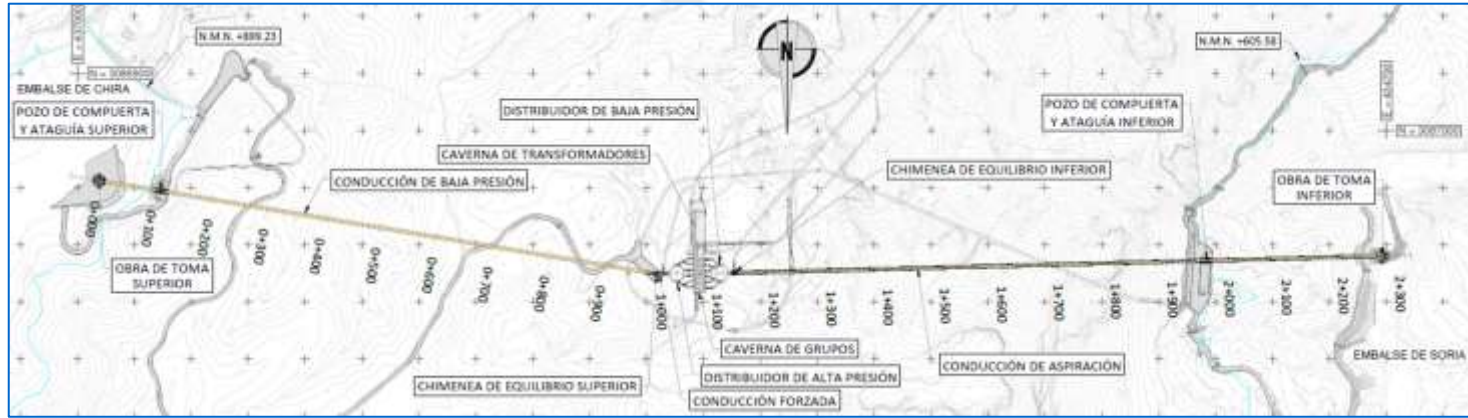 N.M.N. +889.23
EMBALSE DE CHIRA
POZO DE COMPUERTA
Y ATAGUÍA SUPERIOR
DISTRIBUIDOR DE BAJA PRESIÓN
CAVERNA DE TRANSFORMADORES
CONDUCCIÓN DE BAJA PRESIÓN
N
N.M.N. +605.58
POZO DE COMPUERTA
Y ATAGUÍA INFERIOR
CHIMENEA DE EQUILIBRIO INFERIOR
OBRA DE TOMA
INFERIOR
0+000
0+200
0+300
0+400
0+500
0+600
0+700
0+800
0+900
1+000
1+100
1+200
1+300
1+400
1+500
1+600
1+700
1+800
1+900
2+000
2+100
2+200
2+300
OBRA DE TOMA
SUPERIOR
CAVERNA DE GRUPOS
CHIMENEA DE EQUILIBRIO SUPERIOR
DISTRIBUIDOR DE ALTA PRESIÓN
CONDUCCIÓN FORZADA
CONDUCCIÓN DE ASPIRACIÓN
EMBALSE DE SORIA